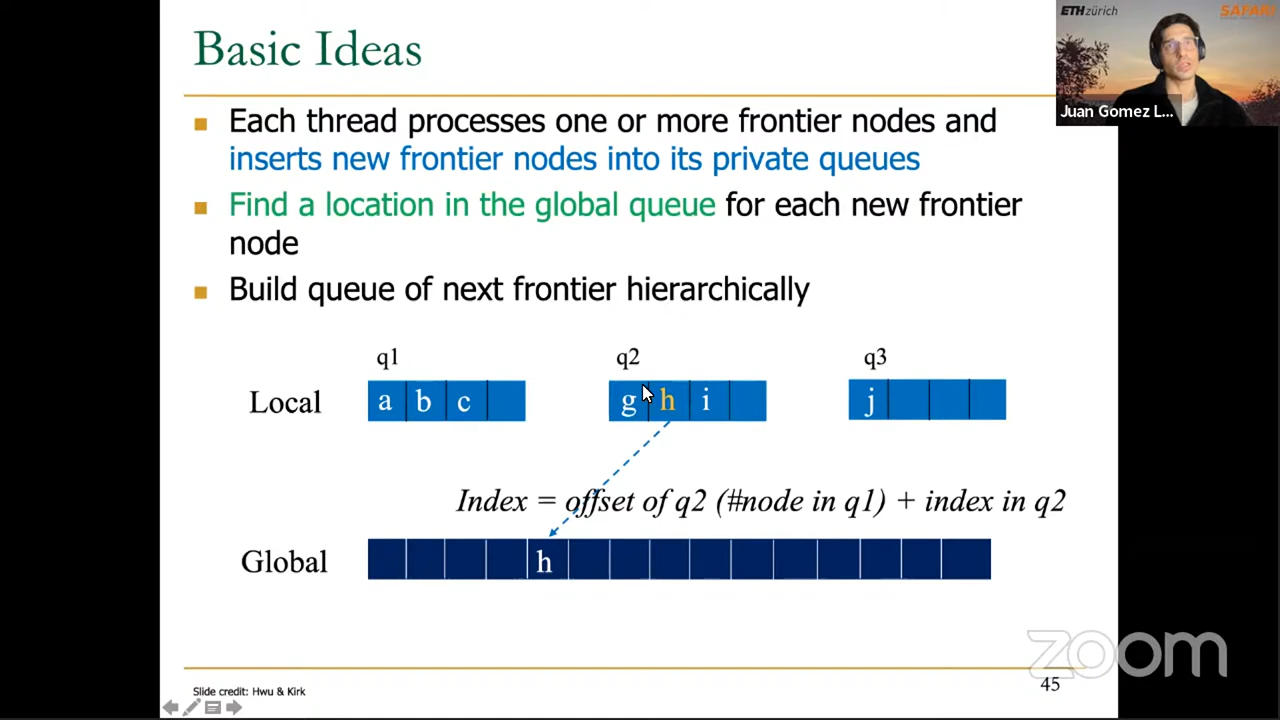 Basic Ideas
ETHzürich
SAFARI
Juan Gomez L...
Each thread processes one or more frontier nodes and
inserts new frontier nodes into its private queues
Find a location in the global queue for each new frontier
node
Build queue of next frontier hierarchically
q1 q2 q3
Local a b c g h i j
Index = offset of q2 (#node in q1) + index in q2
Global h
zoom
Slide credit: Hwu & Kirk
45